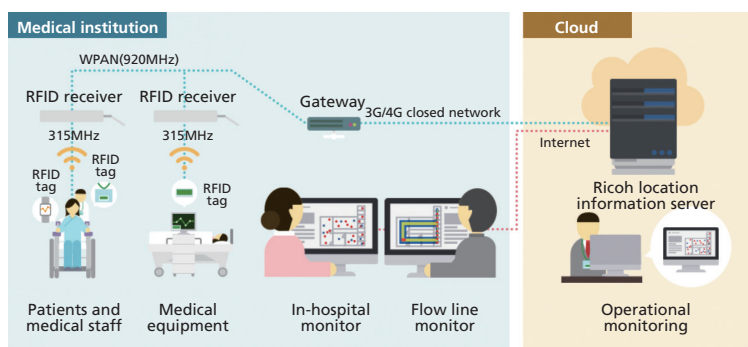 Medical institution
Cloud
WPAN(920MHz)
RFID receiver
RFID receiver
Gateway
3G/4G closed network
315MHz
315MHz
Internet
RFID
tag
RFID
tag
RFID
tag
Ricoh location
information server
Patients and
medical staff
Medical
equipment
In-hospital
monitor
Flow line
monitor
Operational
monitoring